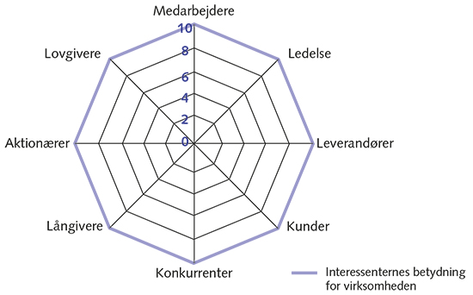 Medarbejdere
10
Lovgivere
Ledelse
8
6
4
2
Aktionærer
0
Leverandører
Långivere
Kunder
Konkurrenter
Interessenternes betydning
for virksomheden